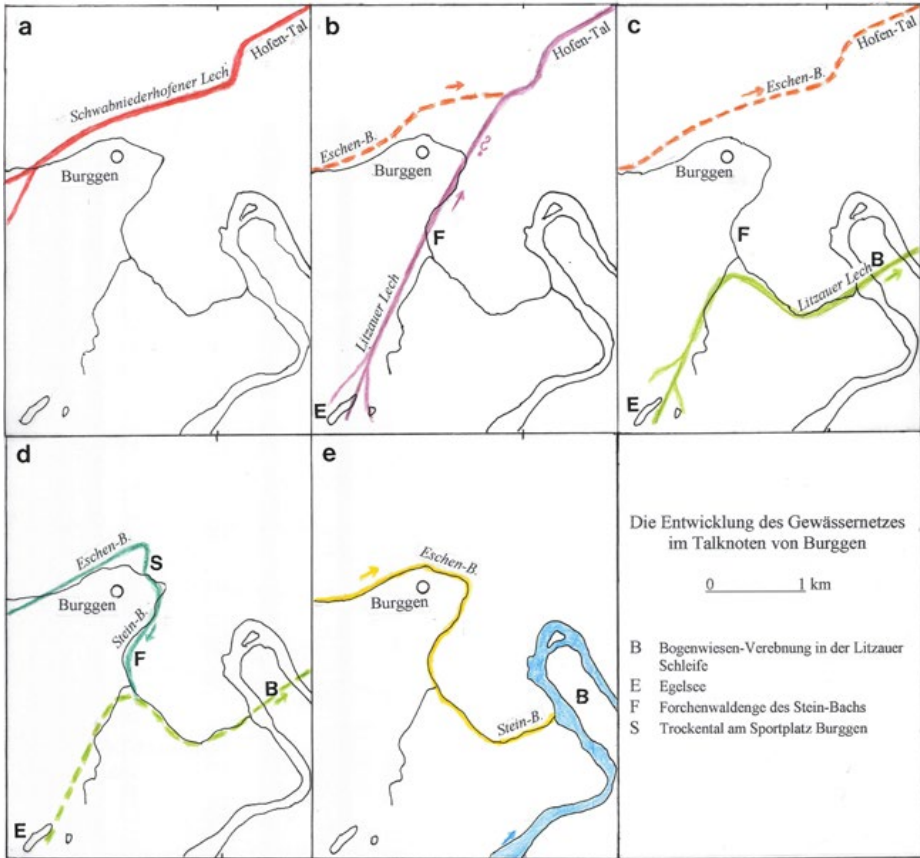 a
Hofen-Tal
Schwabniederhofener Lech
Burggen
b
Hofen-Tal
Eschen-B.
?
Burggen
F
Litzauer Lech
E
c
Hofen-Tal
Eschen-B.
Burggen
F
B
Litzauer Lech
E
d
Eschen-B.
S
Burggen
Stein-B.
F
B
E
e
Eschen-B.
Burggen
B
Stein-B.
Die Entwicklung des Gewässernetzes
im Talknoten von Burggen
0 1 km
B Bogenwiesen-Verebnung in der Litzauer
Schleife
E Egelsee
F Forchenwaldenge des Stein-Bachs
S Trockental am Sportplatz Burggen